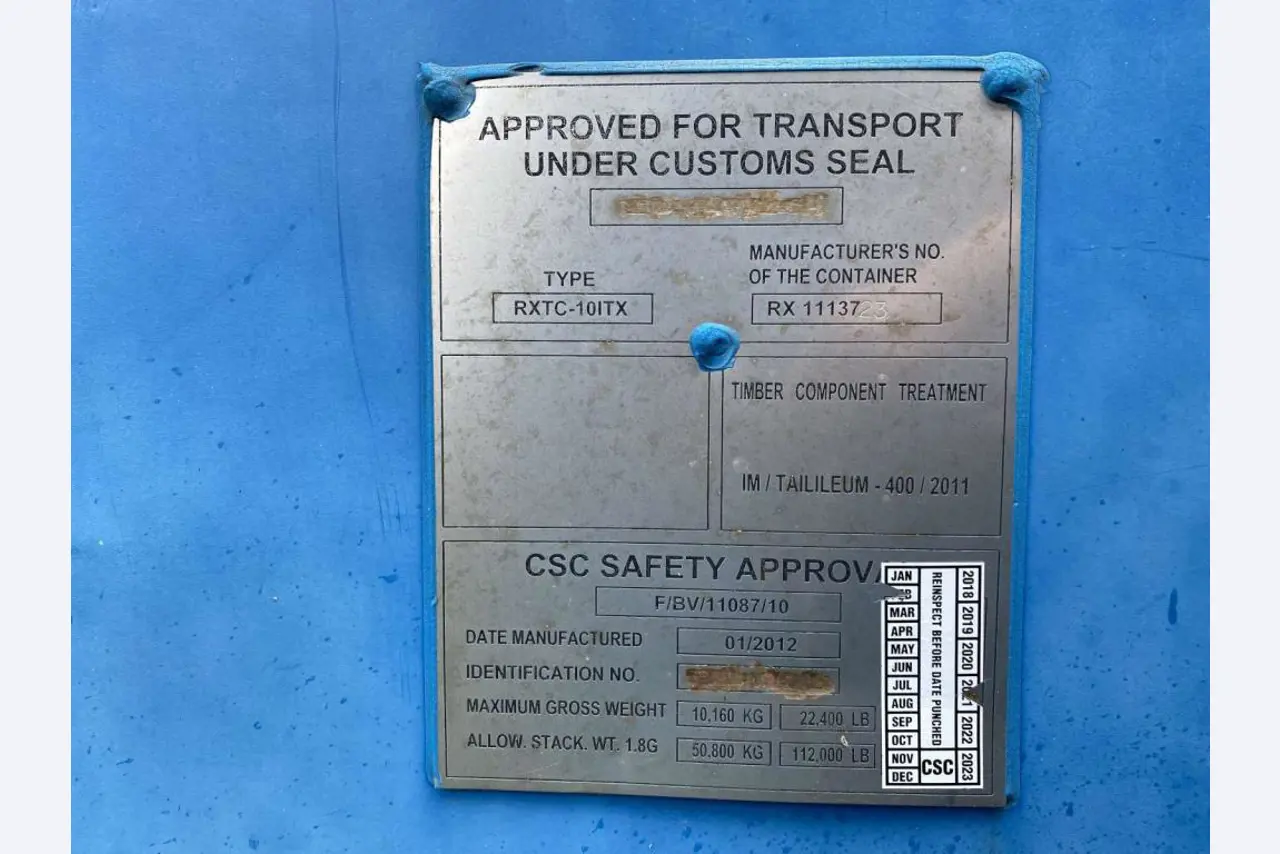 APPROVED FOR TRANSPORT
UNDER CUSTOMS SEAL
MANUFACTURER'S NO.
TYPE OF THE CONTAINER
RXTC-10ITX RX 1113723
TIMBER COMPONENT TREATMENT
IM / TAILILEUM - 400 / 2011
CSC SAFETY
F/BV/11087/10
DATE MANUFACTURED 01/2012
IDENTIFICATION NO.
MAXIMUM GROSS WEIGHT 10,160 KG 22,400 LB
ALLOW. STACK. WT. 1.8G 50,800 KG 112,000 LB
JAN
MAR
APR
MAY
JUN
JUL
AUG
SEP
OCT
NOV
DEC
REINSPECT BEFORE DATE PUNCHED
CSC
2018 2019 2020 2022 2023